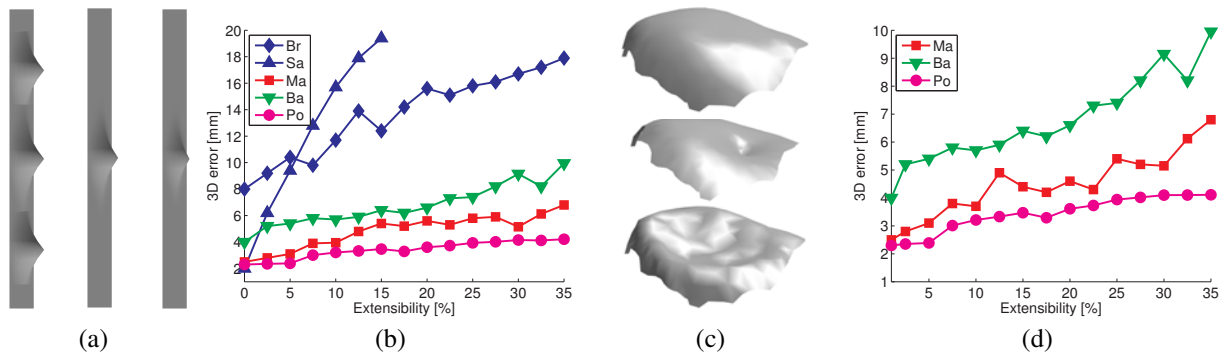 20
18
16
14
12
10
8
6
4
2
3D error [mm]
Br
Sa
Ma
Ba
Po
0 5 10 15 20 25 30 35
Extensibility [%]
10
9
8
7
6
5
4
3
2
1
3D error [mm]
Ma
Ba
Po
5 10 15 20 25 30 35
Extensibility [%]
(a) (b) (c) (d)